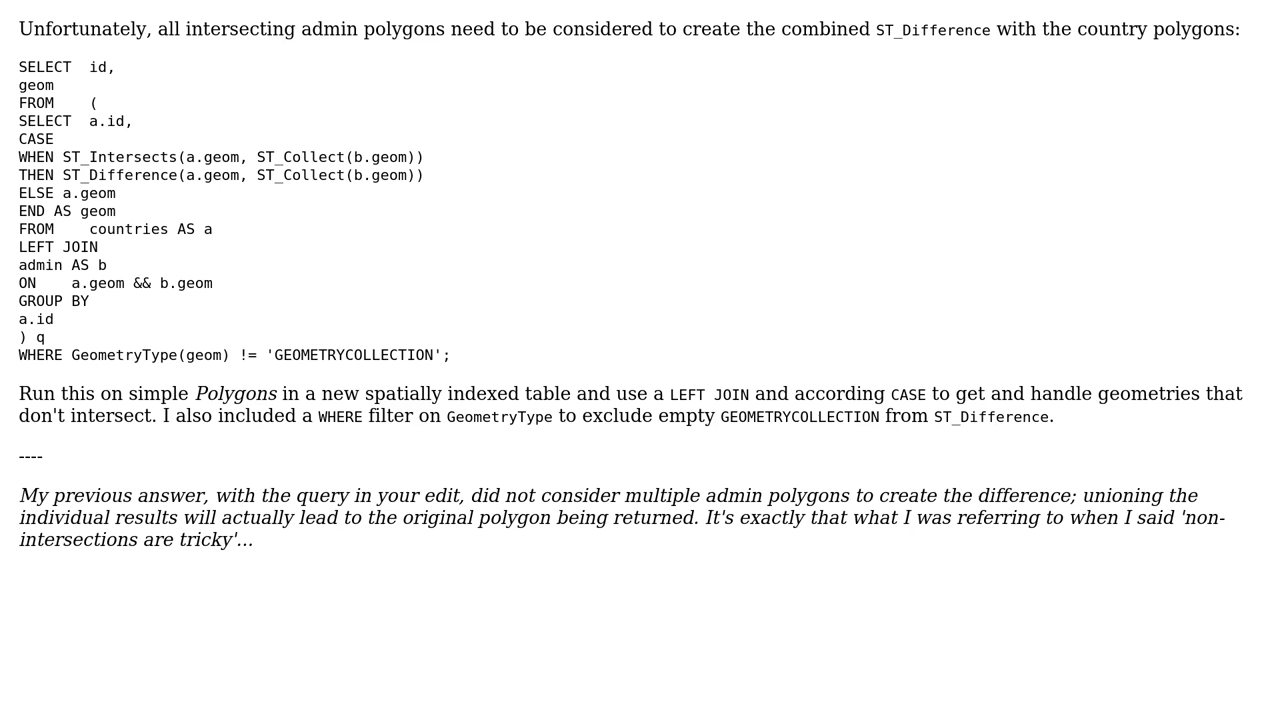 Unfortunately, all intersecting admin polygons need to be considered to create the combined ST_Difference with the country polygons:
SELECT  id,
geom
FROM    (
SELECT  a.id,
CASE
WHEN ST_Intersects(a.geom, ST_Collect(b.geom))
THEN ST_Difference(a.geom, ST_Collect(b.geom))
ELSE a.geom
END AS geom
FROM    countries AS a
LEFT JOIN
admin AS b
ON    a.geom && b.geom
GROUP BY
a.id
) q
WHERE GeometryType(geom) != 'GEOMETRYCOLLECTION';
Run this on simple Polygons in a new spatially indexed table and use a LEFT JOIN and according CASE to get and handle geometries that
don't intersect. I also included a WHERE filter on GeometryType to exclude empty GEOMETRYCOLLECTION from ST_Difference.
----
My previous answer, with the query in your edit, did not consider multiple admin polygons to create the difference; unioning the
individual results will actually lead to the original polygon being returned. It's exactly that what I was referring to when I said 'non-
intersections are tricky'...